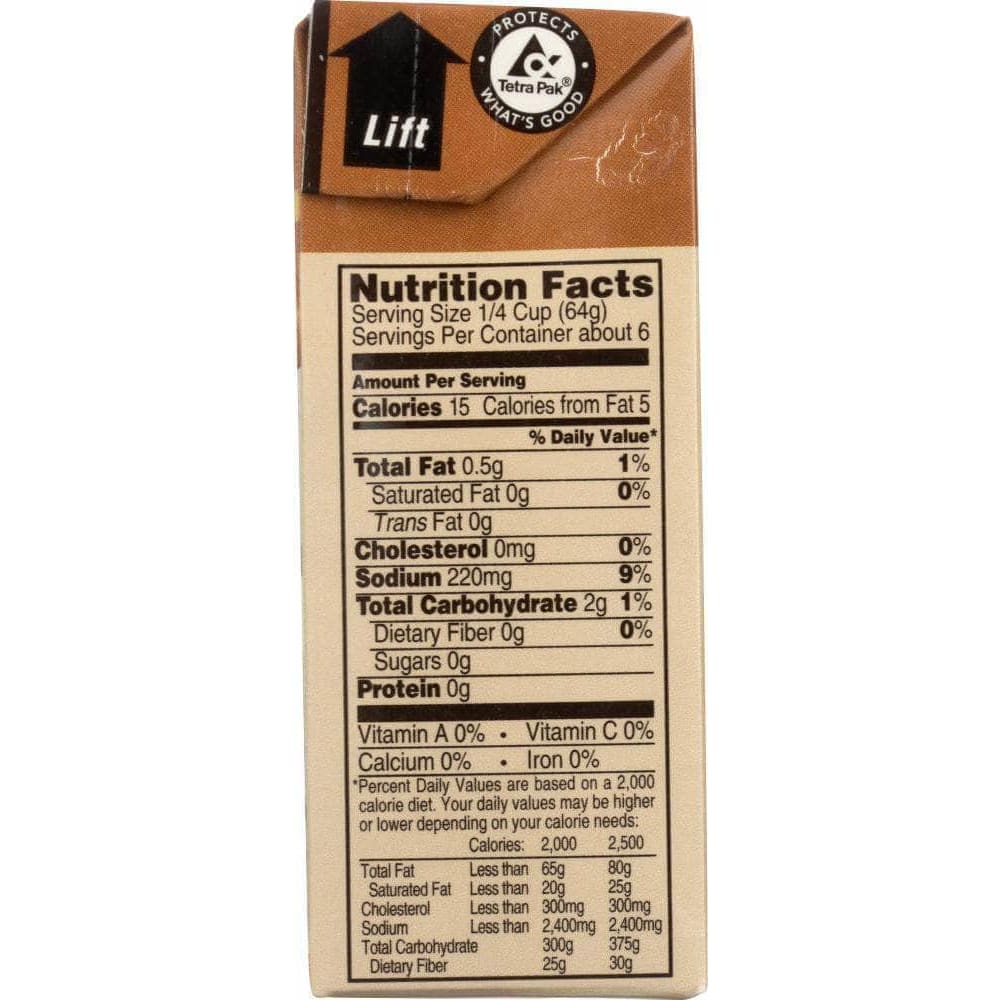 PROTECTS
Tetra Pak®
WHAT'S GOOD
Lift
Nutrition Facts
Serving Size 1/4 Cup (64g)
Servings Per Container about 6
Amount Per Serving
Calories 15 Calories from Fat 5
% Daily Value*
Total Fat 0.5g 1%
Saturated Fat 0g 0%
Trans Fat 0g
Cholesterol 0mg 0%
Sodium 220mg 9%
Total Carbohydrate 2g 1%
Dietary Fiber 0g 0%
Sugars 0g
Protein 0g
Vitamin A 0% • Vitamin C 0%
Calcium 0% • Iron 0%
*Percent Daily Values are based on a 2,000
calorie diet. Your daily values may be higher
or lower depending on your calorie needs:
Calories: 2,000 2,500
Total Fat Less than 65g 80g
Saturated Fat Less than 20g 25g
Cholesterol Less than 300mg 300mg
Sodium Less than 2,400mg 2,400mg
Total Carbohydrate 300g 375g
Dietary Fiber 25g 30g